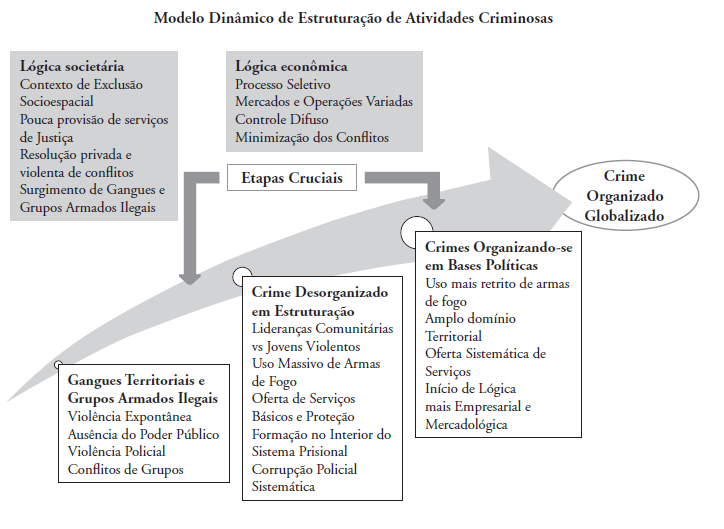 Modelo Dinâmico de Estruturação de Atividades Criminosas
Lógica societária
Contexto de Exclusão
Socioespacial
Pouca provisão de serviços
de Justiça
Resolução privada e
violenta de conflitos
Surgimento de Gangues e
Grupos Armados Ilegais
Lógica econômica
Processo Seletivo
Mercados e Operações Variadas
Controle Difuso
Minimização dos Conflitos
Etapas Cruciais
Crime
Organizado
Globalizado
Gangues Territoriais e
Grupos Armados Ilegais
Violência Expontânea
Ausência do Poder Público
Violência Policial
Conflitos de Grupos
Crime Desorganizado
em Estruturação
Lideranças Comunitárias
vs Jovens Violentos
Uso Massivo de Armas
de Fogo
Oferta de Serviços
Básicos e Proteção
Formação no Interior do
Sistema Prisional
Corrupção Policial
Sistemática
Crimes Organizando-se
em Bases Políticas
Uso mais retrito de armas
de fogo
Amplo domínio
Territorial
Oferta Sistemática de
Serviços
Início de Lógica
mais Empresarial e
Mercadológica